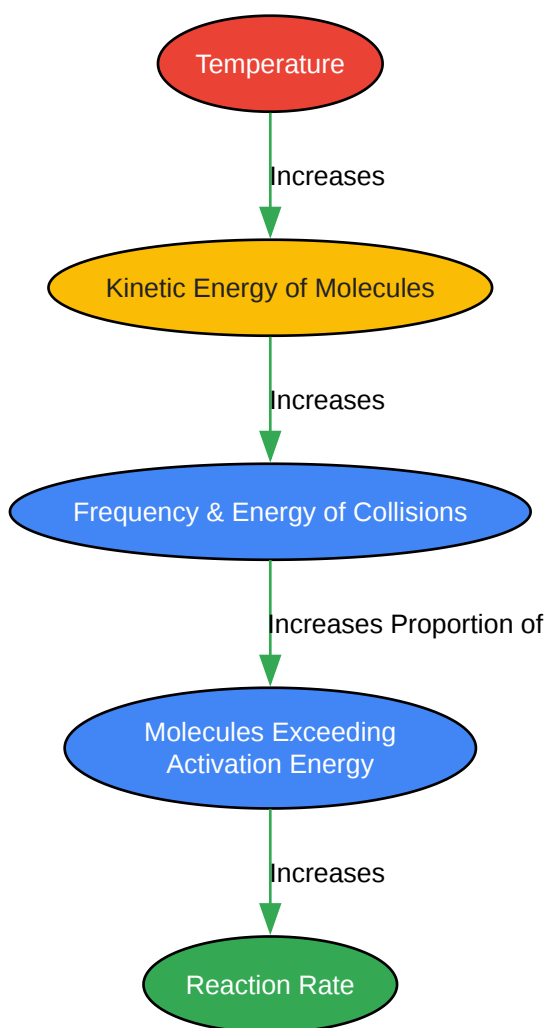 Temperature
Increases
Kinetic Energy of Molecules
Increases
Frequency & Energy of Collisions
Increases Proportion of
Molecules Exceeding
Activation Energy
Increases
Reaction Rate